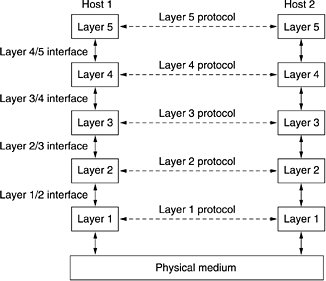 Host 1 Host 2
Layer 5 Layer 5 protocol Layer 5
Layer 4/5 interface
Layer 4 Layer 4 protocol Layer 4
Layer 3/4 interface
Layer 3 Layer 3 protocol Layer 3
Layer 2/3 interface
Layer 2 Layer 2 protocol Layer 2
Layer 1/2 interface
Layer 1 Layer 1 protocol Layer 1
Physical medium